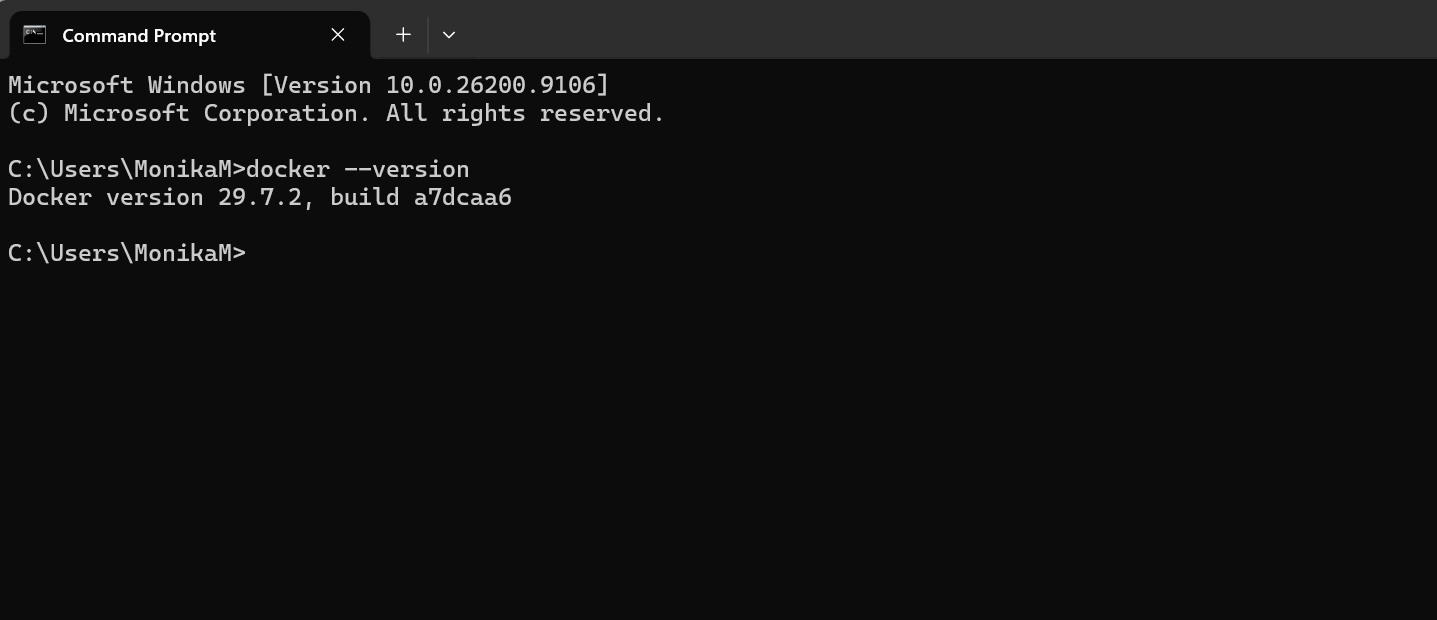 Command Prompt
Microsoft Windows [Version 10.0.26200.9106]
(c) Microsoft Corporation. All rights reserved.
C:\Users\MonikaM>docker --version
Docker version 29.7.2, build a7dcaa6
C:\Users\MonikaM>